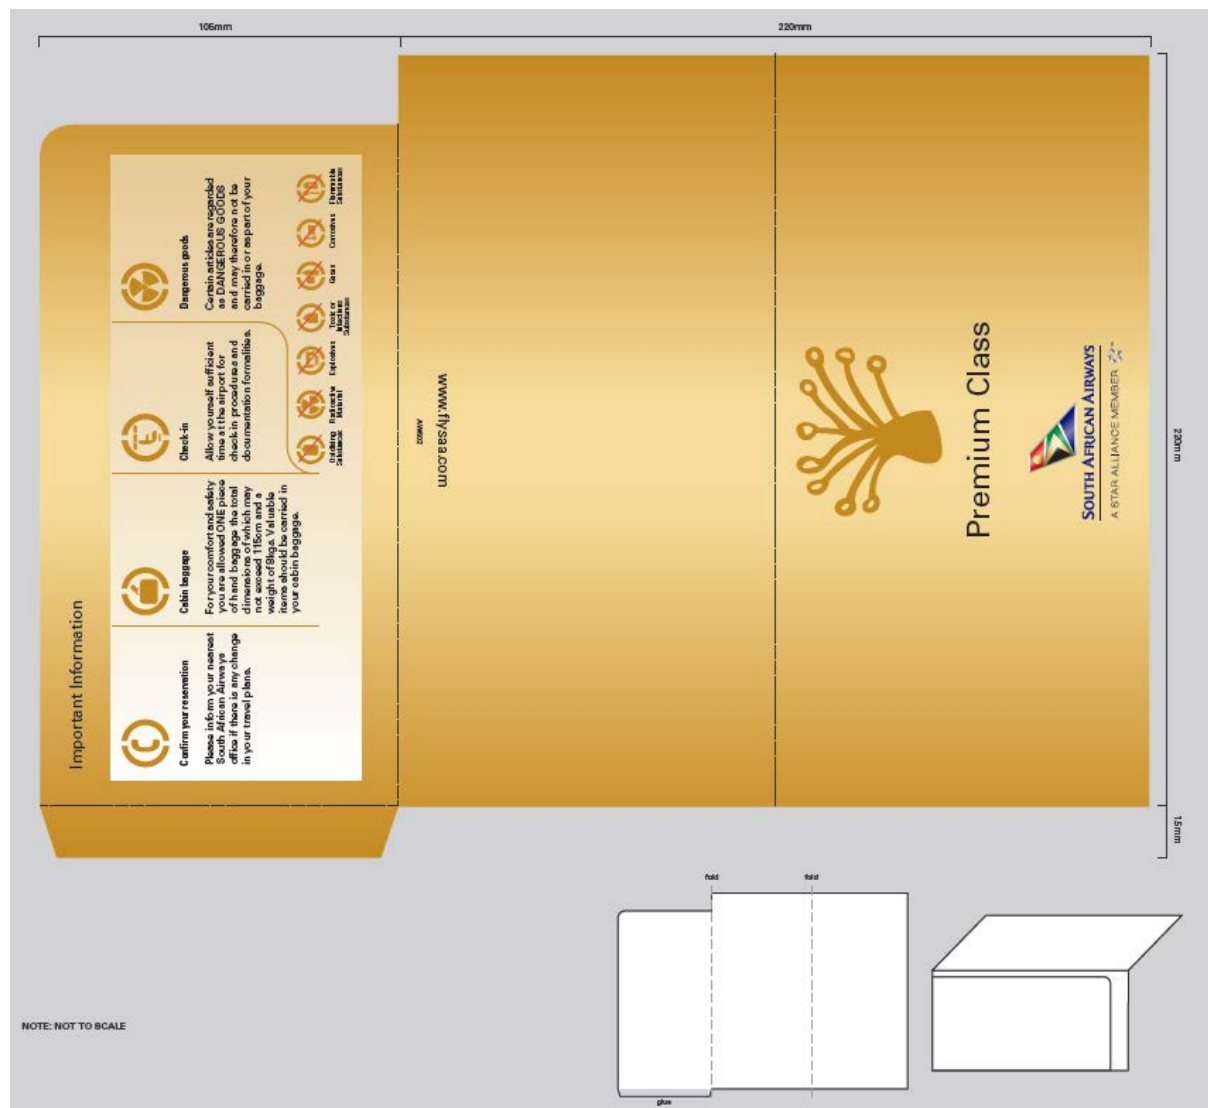 105mm
220mm
Important Information
Confirm your reservation
Please inform your nearest
South African Airways
office if there is any change
in your travel plans.
Cabin baggage
For your comfort and safety
you are allowed ONE piece
of hand baggage the total
dimensions of which may
not exceed 115cm and a
weight of 8kgs. Valuable
items should be carried in
your cabin baggage.
Check-in
Allow yourself sufficient
time at the airport for
check-in procedures and
documentation formalities.
Dangerous goods
Certain articles are regarded
as DANGEROUS GOODS
and may therefore not be
carried in or as part of your
baggage.
Oxidising
Substances
Radioactive
Material
Explosives
Toxic or
Infectious
Substances
Gases
Corrosives
Flammable
Substances
www.flysaa.com
Premium Class
SOUTH AFRICAN AIRWAYS
A STAR ALLIANCE MEMBER
220mm
15mm
fold
fold
glue
NOTE: NOT TO SCALE